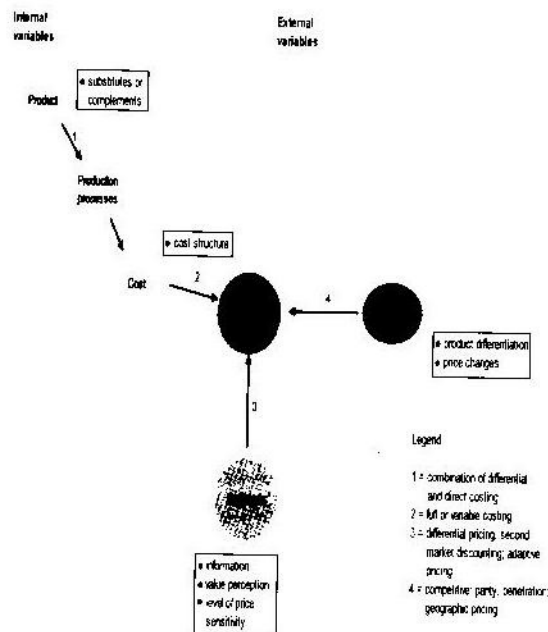 Internal
variables
External
variables
• substitutes or
complements
Product
1
Production
processes
• cost structure
Cost
2
4
• product differentiation
• price changes
3
Legend
1 = combination of differential
and direct costing
2 = full or variable costing
3 = differential pricing, second
market discounting; adaptive
pricing
4 = competitive: parity, penetration;
geographic pricing
• information
• value perception
• level of price
sensitivity